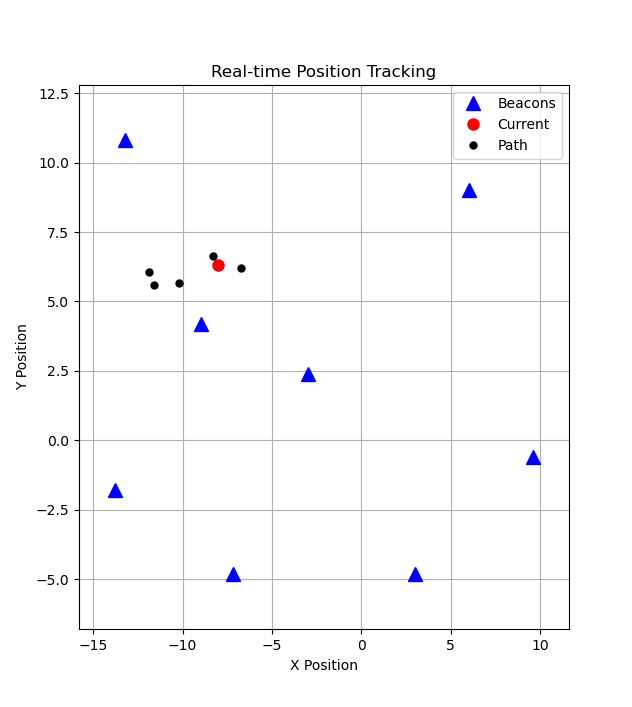 Real-time Position Tracking
Beacons
Current
Path
12.5
10.0
7.5
5.0
2.5
0.0
−2.5
−5.0
Y Position
−15
−10
−5
0
5
10
X Position